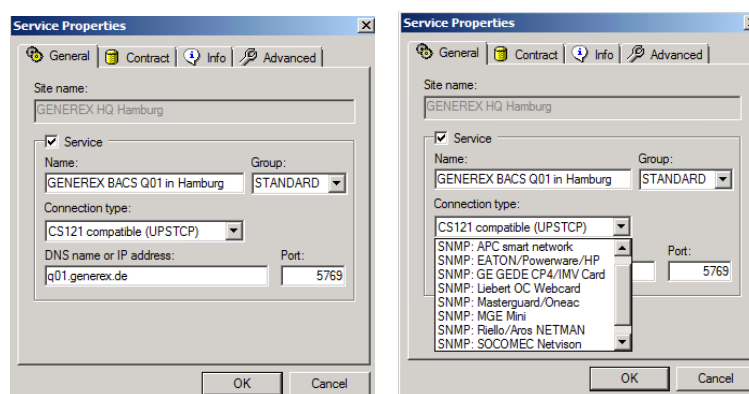 Service Properties
General Contract Info Advanced
Site name:
GENEREX HQ Hamburg
Service
Name: Group:
GENEREX BACS Q01 in Hamburg STANDARD
Connection type:
CS121 compatible (UPSTCP)
DNS name or IP address: Port:
q01.generex.de 5769
OK Cancel
Service Properties
General Contract Info Advanced
Site name:
GENEREX HQ Hamburg
Service
Name: Group:
GENEREX BACS Q01 in Hamburg STANDARD
Connection type:
CS121 compatible (UPSTCP)
SNMP: APC smart network
SNMP: EATON/Powerware/HP Port:
SNMP: GE GEDE CP4/IMV Card 5769
SNMP: Liebert OC Webcard
SNMP: Masterguard/Oneac
SNMP: MGE Mini
SNMP: Riello/Aros NETMAN
SNMP: SOCOMEC Netvison
OK Cancel